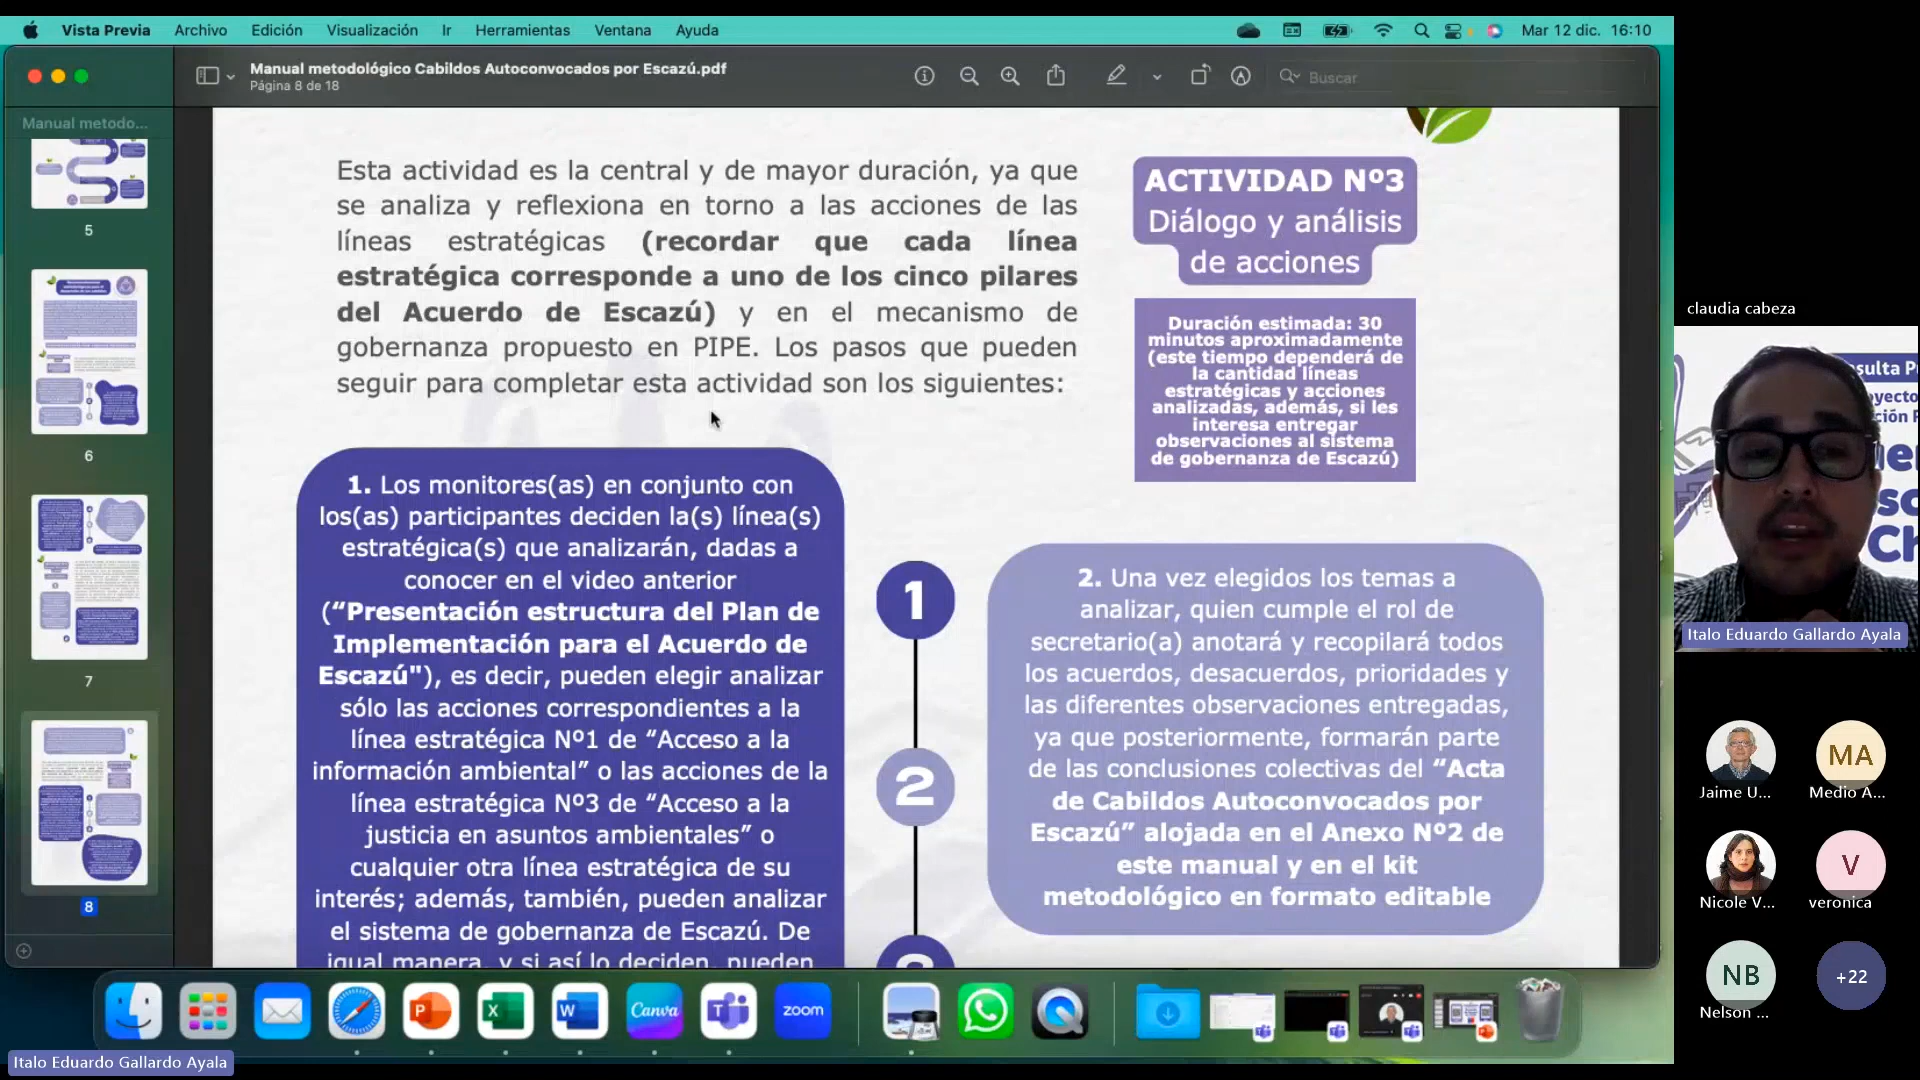 Vista Previa Archivo Edición Visualización Ir Herramientas Ventana Ayuda Mar 12 dic. 16:10
Manual metodológico Cabildos Autoconvocados por Escazú.pdf
Página 8 de 18
Buscar
Manual metodo...
5
6
7
8
Esta actividad es la central y de mayor duración, ya que
se analiza y reflexiona en torno a las acciones de las
líneas estratégicas (recordar que cada línea
estratégica corresponde a uno de los cinco pilares
del Acuerdo de Escazú) y en el mecanismo de
gobernanza propuesto en PIPE. Los pasos que pueden
seguir para completar esta actividad son los siguientes:
ACTIVIDAD Nº3
Diálogo y análisis
de acciones
Duración estimada: 30
minutos aproximadamente
(este tiempo dependerá de
la cantidad líneas
estratégicas y acciones
analizadas, además, si les
interesa entregar
observaciones al sistema
de gobernanza de Escazú)
1. Los monitores(as) en conjunto con
los(as) participantes deciden la(s) línea(s)
estratégica(s) que analizarán, dadas a
conocer en el video anterior
(“Presentación estructura del Plan de
Implementación para el Acuerdo de
Escazú"), es decir, pueden elegir analizar
sólo las acciones correspondientes a la
línea estratégica Nº1 de “Acceso a la
información ambiental” o las acciones de la
línea estratégica Nº3 de “Acceso a la
justicia en asuntos ambientales” o
cualquier otra línea estratégica de su
interés; además, también, pueden analizar
el sistema de gobernanza de Escazú. De
igual manera, y si así lo deciden, pueden
1
2
2. Una vez elegidos los temas a
analizar, quien cumple el rol de
secretario(a) anotará y recopilará todos
los acuerdos, desacuerdos, prioridades y
las diferentes observaciones entregadas,
ya que posteriormente, formarán parte
de las conclusiones colectivas del “Acta
de Cabildos Autoconvocados por
Escazú” alojada en el Anexo Nº2 de
este manual y en el kit
metodológico en formato editable
Canva
zoom
Italo Eduardo Gallardo Ayala
claudia cabeza
Italo Eduardo Gallardo Ayala
Jaime U...
MA
Medio A...
Nicole V...
V
veronica
NB
Nelson ...
+22